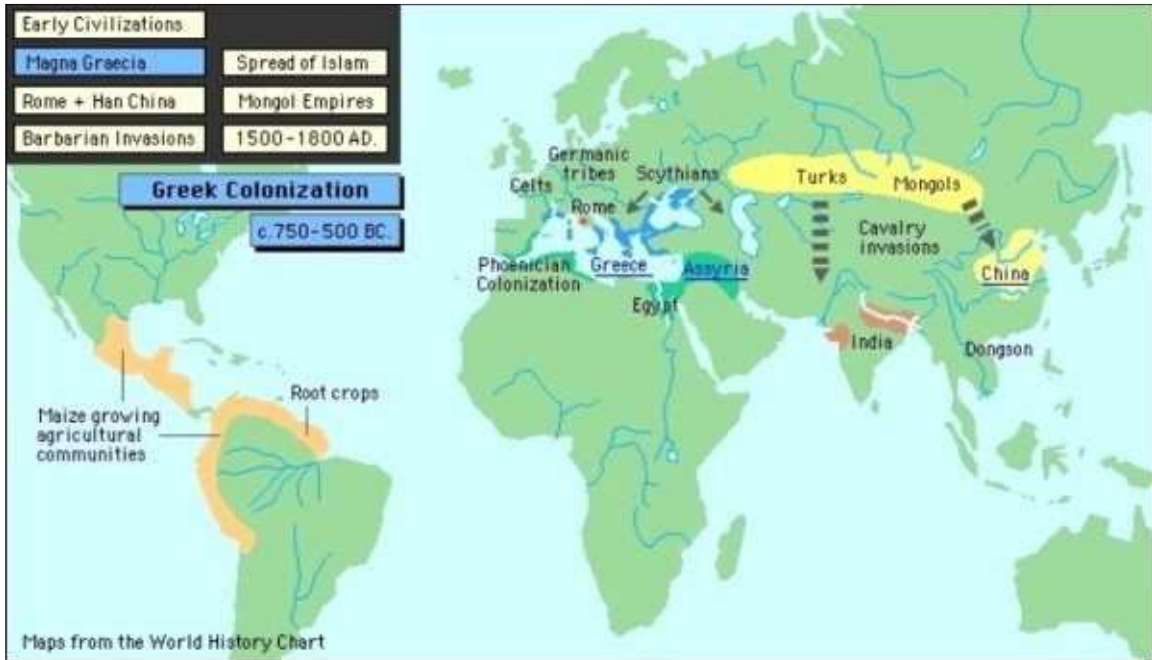 Early Civilizations
Magna Graecia
Spread of Islam
Rome + Han China
Mongol Empires
Barbarian Invasions
1500-1800 AD.
Greek Colonization
c.750-500 BC.
Germanic
tribes
Scythians
Celts
Rome
Turks
Mongols
Cavalry
invasions
Phoenician
Colonization
Greece
Assyria
Egypt
China
India
Dongson
Root crops
Maize growing
agricultural
communities
Maps from the World History Chart